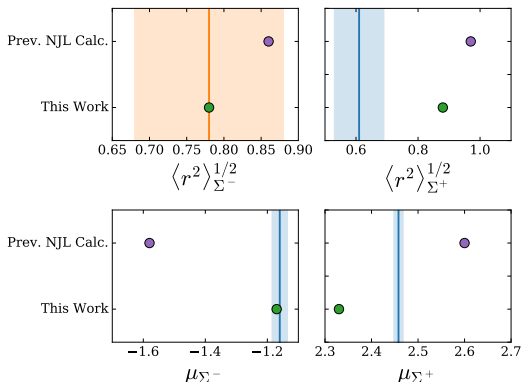 Prev. NJL Calc.
This Work
0.65 0.70 0.75 0.80 0.85 0.90
⟨r²⟩^{1/2}_{Σ⁻}
0.6 1.0
⟨r²⟩^{1/2}_{Σ⁺}
Prev. NJL Calc.
This Work
−1.6 −1.4 −1.2
μ_{Σ⁻}
2.3 2.4 2.5 2.6 2.7
μ_{Σ⁺}